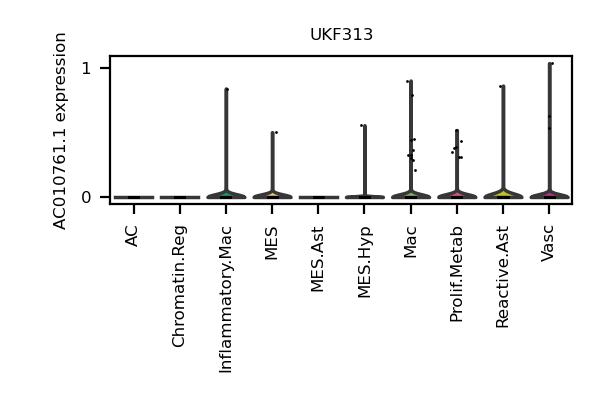 UKF313
AC010761.1 expression
1
0
AC
Chromatin.Reg
Inflammatory.Mac
MES
MES.Ast
MES.Hyp
Mac
Prolif.Metab
Reactive.Ast
Vasc